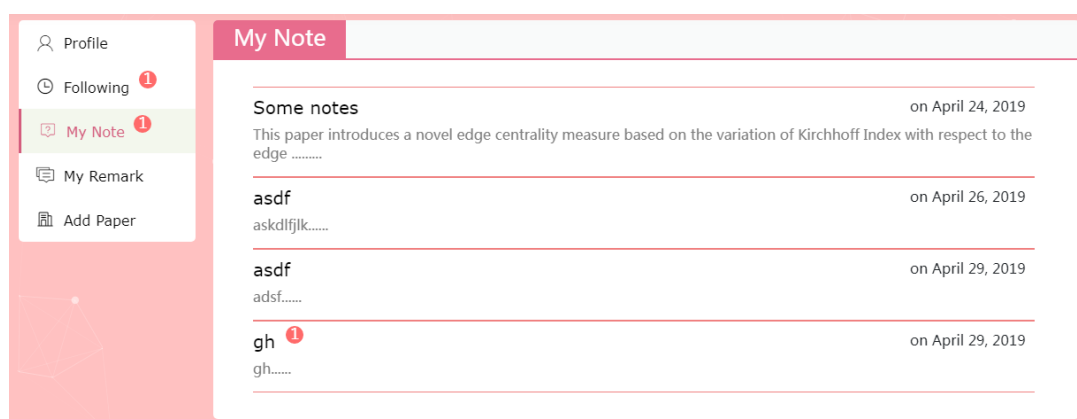 Profile
Following 1
My Note 1
My Remark
Add Paper
My Note
Some notes on April 24, 2019
This paper introduces a novel edge centrality measure based on the variation of Kirchhoff Index with respect to the
edge .........
asdf on April 26, 2019
askdlfjlk......
asdf on April 29, 2019
adsf......
gh 1 on April 29, 2019
gh......